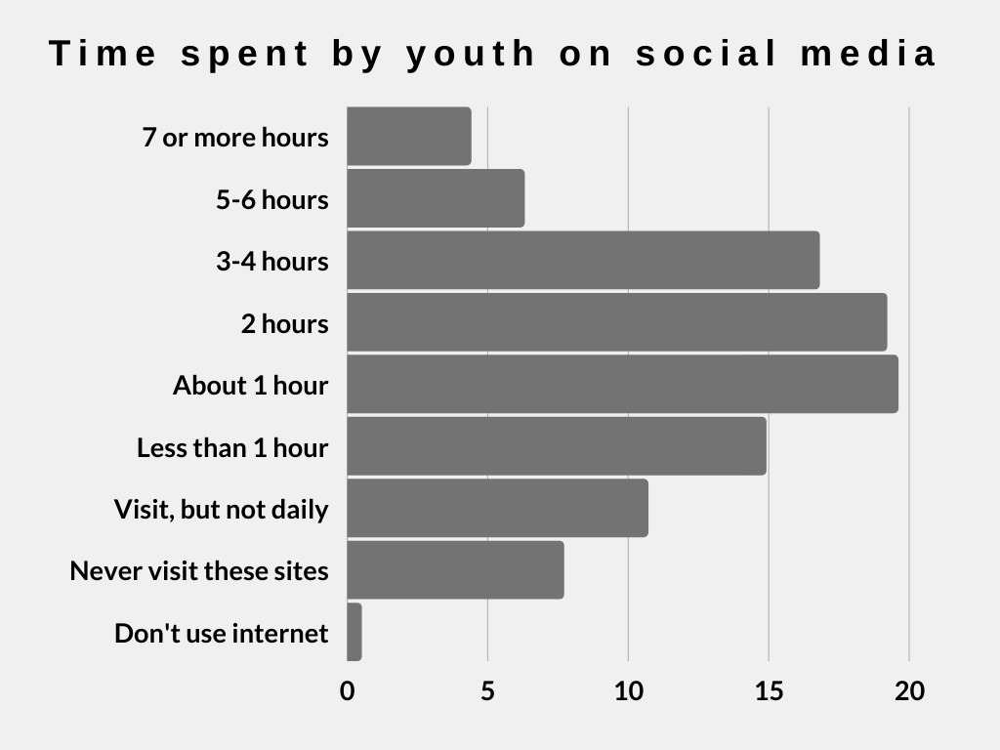 Time spent by youth on social media
7 or more hours
5-6 hours
3-4 hours
2 hours
About 1 hour
Less than 1 hour
Visit, but not daily
Never visit these sites
Don't use internet
0 5 10 15 20